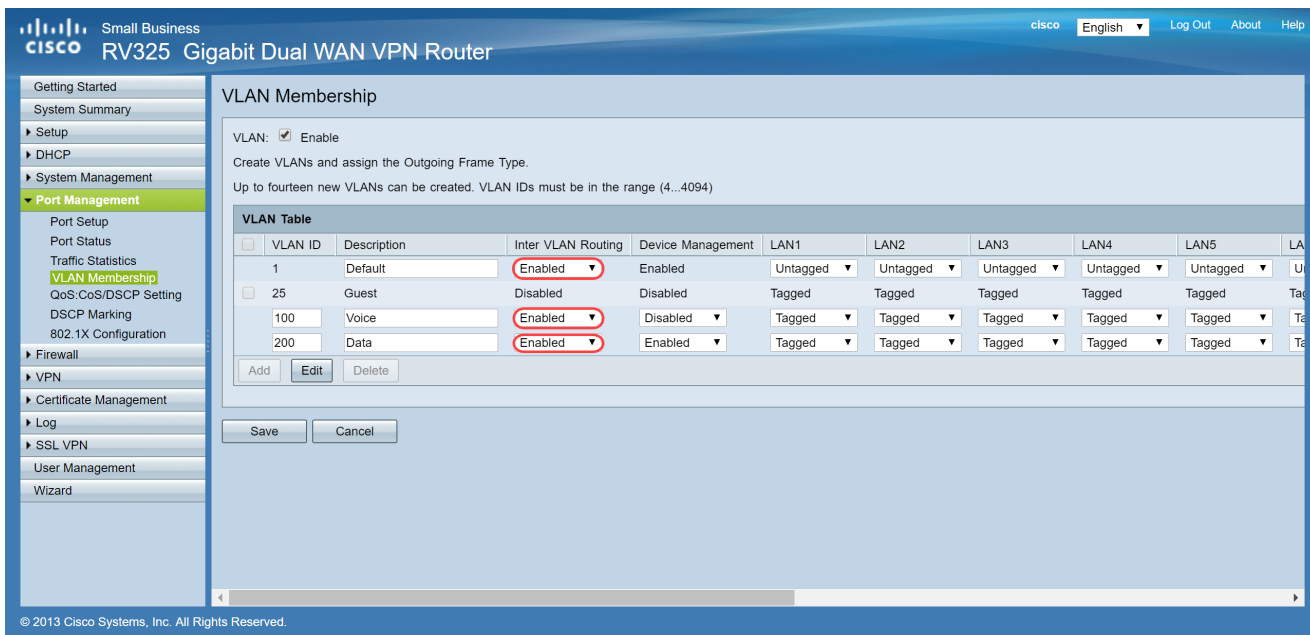 Small Business
cisco English Log Out About Help
CISCO RV325 Gigabit Dual WAN VPN Router
Getting Started
System Summary
Setup
DHCP
System Management
Port Management
Port Setup
Port Status
Traffic Statistics
VLAN Membership
QoS:CoS/DSCP Setting
DSCP Marking
802.1X Configuration
Firewall
VPN
Certificate Management
Log
SSL VPN
User Management
Wizard
VLAN Membership
VLAN: Enable
Create VLANs and assign the Outgoing Frame Type.
Up to fourteen new VLANs can be created. VLAN IDs must be in the range (4...4094)
VLAN Table
VLAN ID Description Inter VLAN Routing Device Management LAN1 LAN2 LAN3 LAN4 LAN5
1 Default Enabled Enabled Untagged Untagged Untagged Untagged Untagged
25 Guest Disabled Disabled Tagged Tagged Tagged Tagged Tagged
100 Voice Enabled Disabled Tagged Tagged Tagged Tagged Tagged
200 Data Enabled Enabled Tagged Tagged Tagged Tagged Tagged
Add Edit Delete
Save Cancel
© 2013 Cisco Systems, Inc. All Rights Reserved.